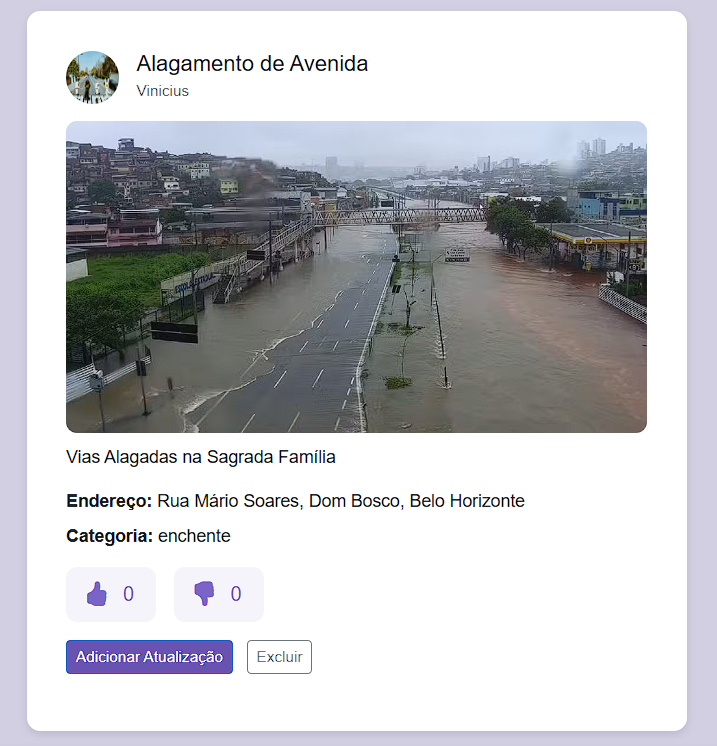 Alagamento de Avenida
Vinicius
Vias Alagadas na Sagrada Família
Endereço: Rua Mário Soares, Dom Bosco, Belo Horizonte
Categoria: enchente
0
0
Adicionar Atualização
Excluir